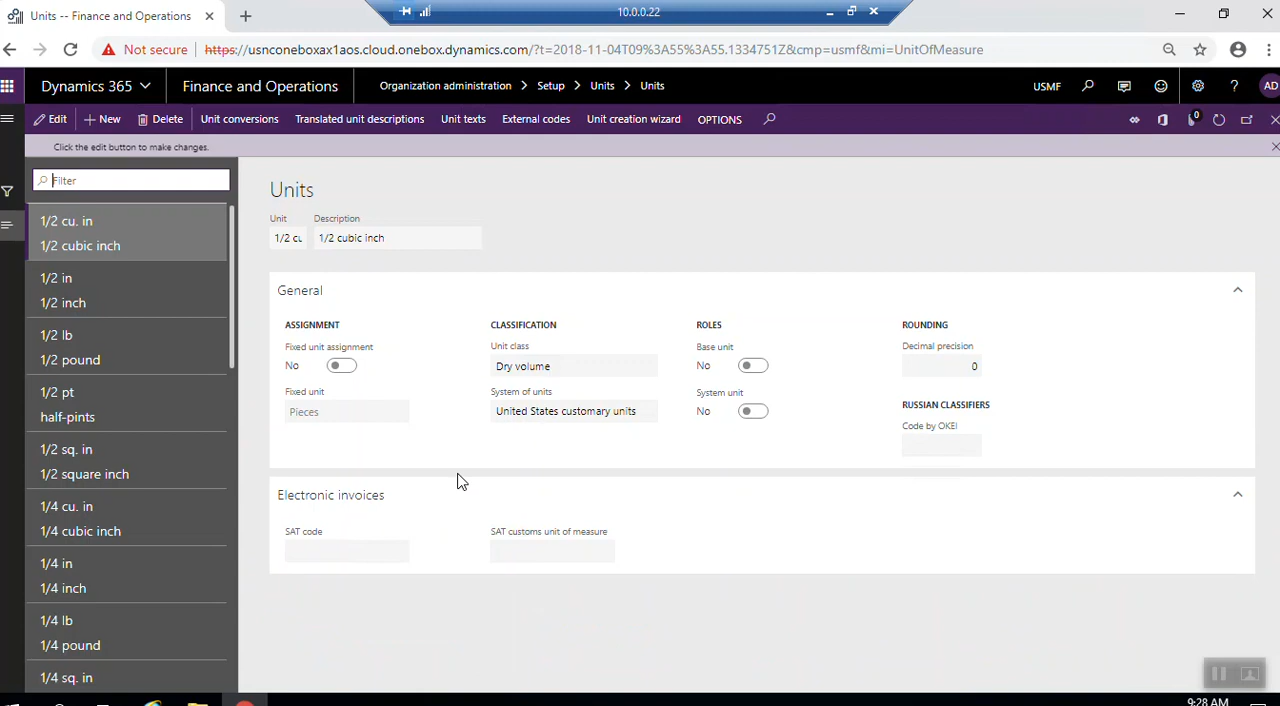 Units -- Finance and Operations
10.0.0.22
Not secure https://usnconeboxax1aos.cloud.onebox.dynamics.com/?t=2018-11-04T09%3A55%3A55.1334751Z&cmp=usmf&mi=UnitOfMeasure
Dynamics 365 Finance and Operations Organization administration > Setup > Units > Units USMF ? AD
Edit New Delete Unit conversions Translated unit descriptions Unit texts External codes Unit creation wizard OPTIONS 0
Click the edit button to make changes.
Filter
1/2 cu. in
1/2 cubic inch
1/2 in
1/2 inch
1/2 lb
1/2 pound
1/2 pt
half-pints
1/2 sq. in
1/2 square inch
1/4 cu. in
1/4 cubic inch
1/4 in
1/4 inch
1/4 lb
1/4 pound
1/4 sq. in
Units
Unit Description
1/2 cu 1/2 cubic inch
General
ASSIGNMENT
Fixed unit assignment
No
Fixed unit
Pieces
CLASSIFICATION
Unit class
Dry volume
System of units
United States customary units
ROLES
Base unit
No
System unit
No
ROUNDING
Decimal precision
0
RUSSIAN CLASSIFIERS
Code by OKEI
Electronic invoices
SAT code SAT customs unit of measure
9:28 AM